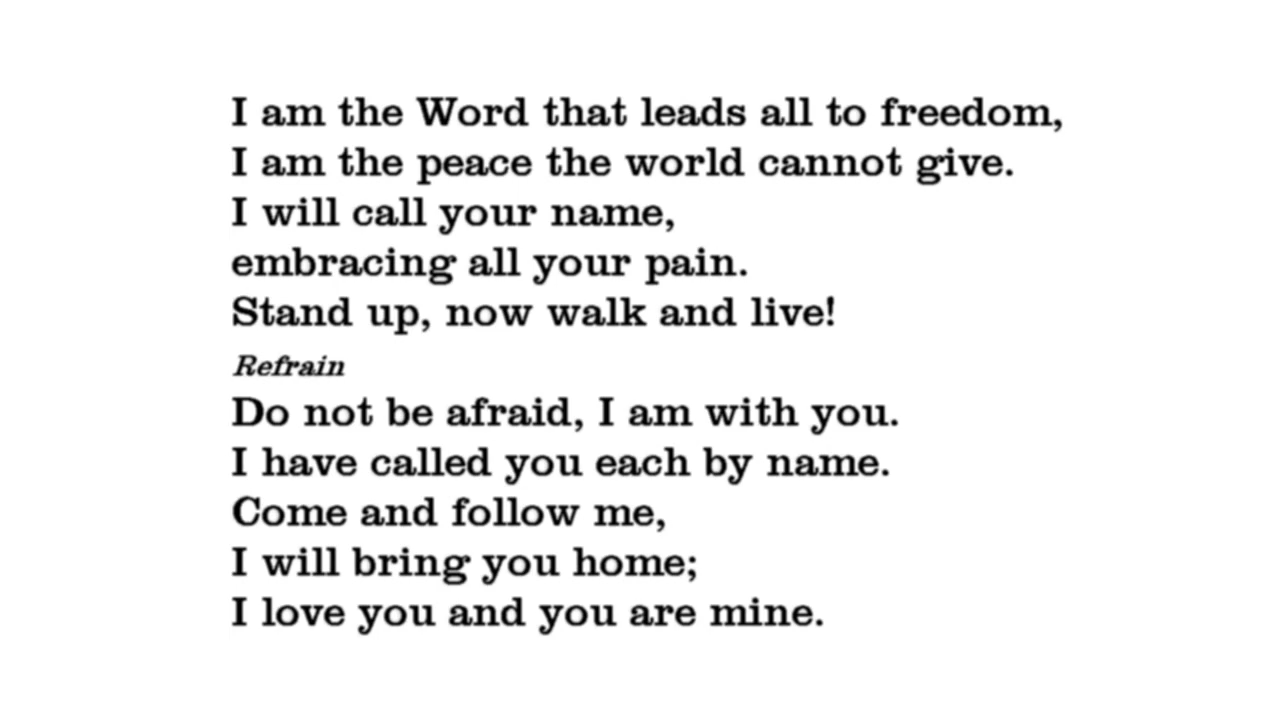 I am the Word that leads all to freedom,
I am the peace the world cannot give.
I will call your name,
embracing all your pain.
Stand up, now walk and live!
Refrain
Do not be afraid, I am with you.
I have called you each by name.
Come and follow me,
I will bring you home;
I love you and you are mine.